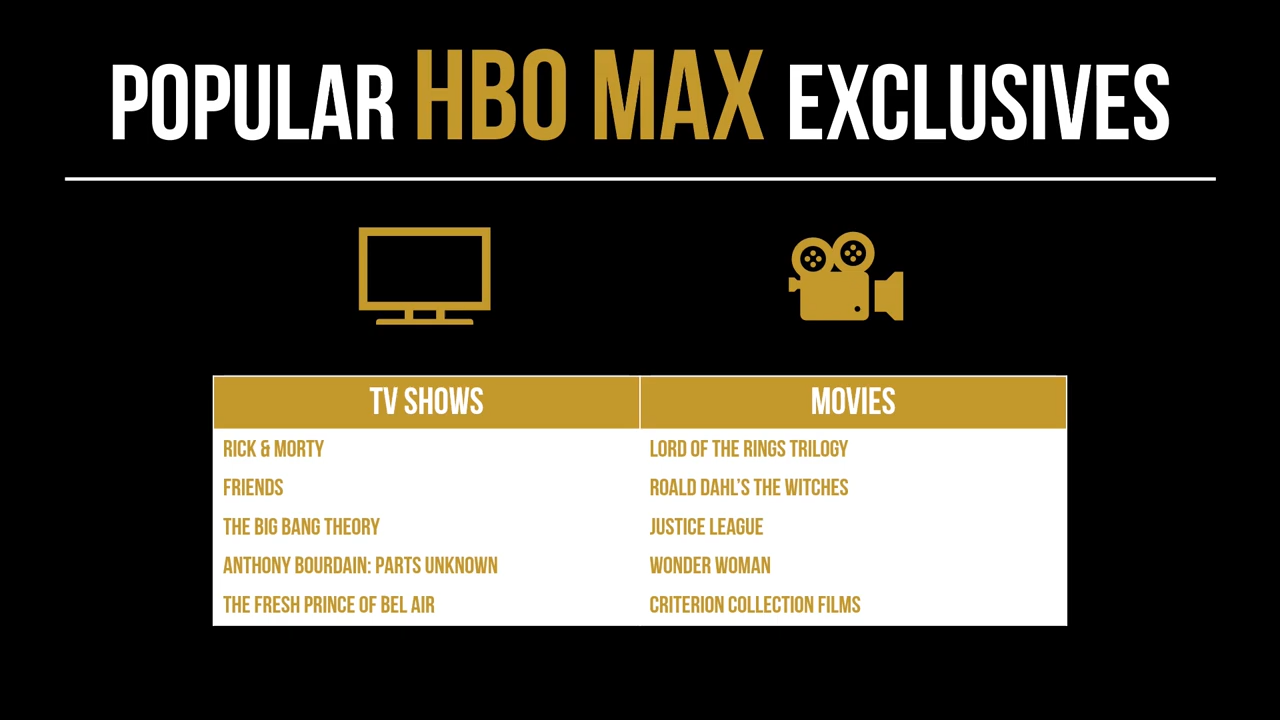 POPULAR HBO MAX EXCLUSIVES
TV SHOWS
MOVIES
RICK & MORTY
LORD OF THE RINGS TRILOGY
FRIENDS
ROALD DAHL'S THE WITCHES
THE BIG BANG THEORY
JUSTICE LEAGUE
ANTHONY BOURDAIN: PARTS UNKNOWN
WONDER WOMAN
THE FRESH PRINCE OF BEL AIR
CRITERION COLLECTION FILMS